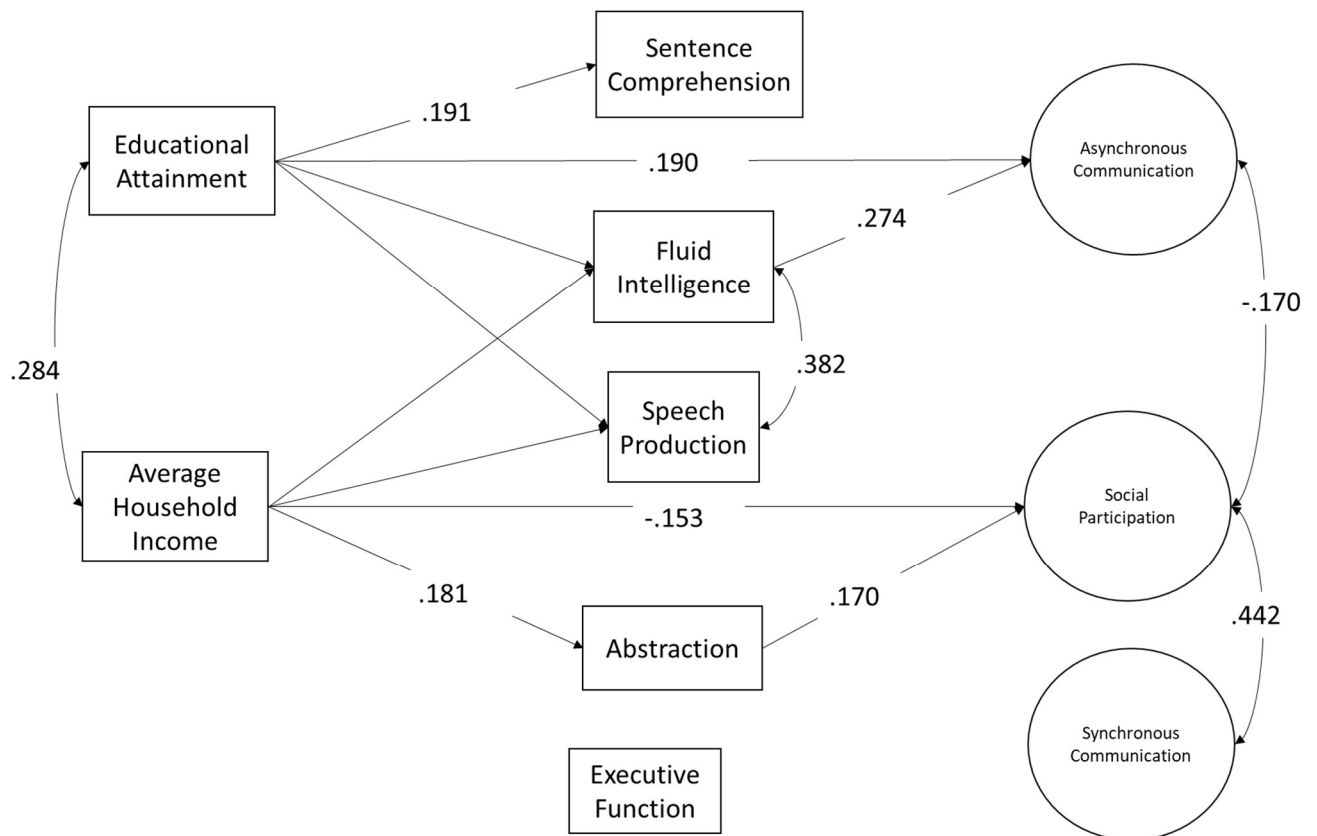 Sentence
Comprehension
.191
Educational
Attainment
.190
Asynchronous
Communication
.274
Fluid
Intelligence
-.170
.284
.382
Speech
Production
Average
Household
Income
-.153
Social
Participation
.181
.170
.442
Abstraction
Synchronous
Communication
Executive
Function